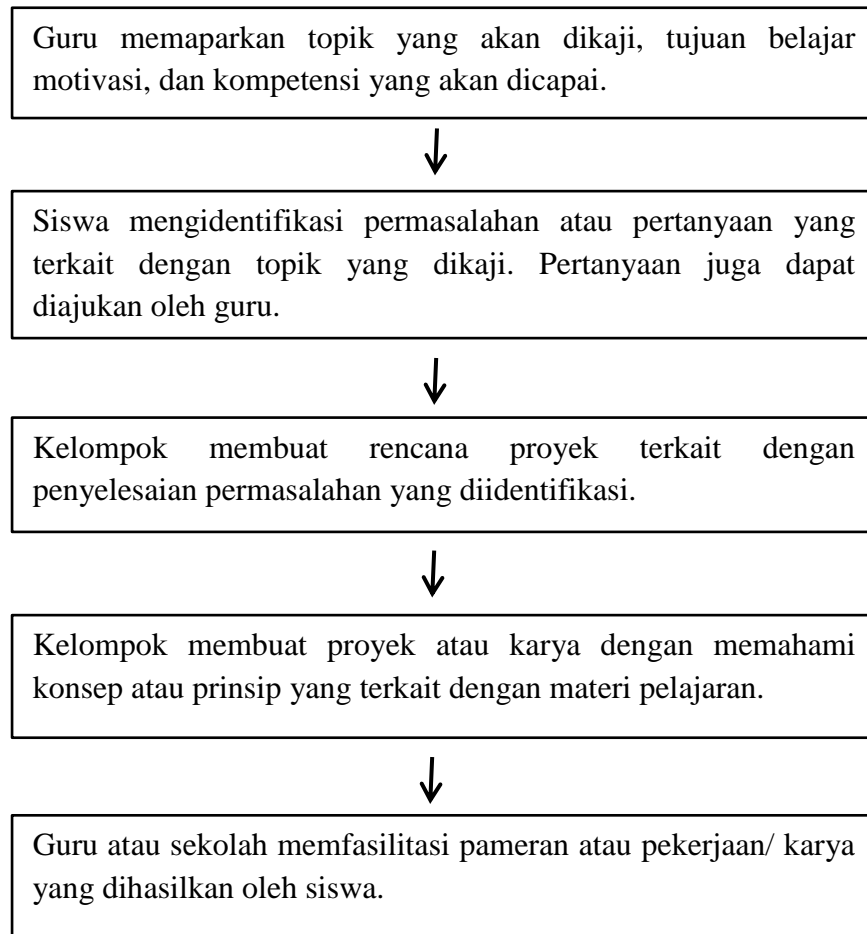 Guru memaparkan topik yang akan dikaji, tujuan belajar
motivasi, dan kompetensi yang akan dicapai.
Siswa mengidentifikasi permasalahan atau pertanyaan yang
terkait dengan topik yang dikaji. Pertanyaan juga dapat
diajukan oleh guru.
Kelompok membuat rencana proyek terkait dengan
penyelesaian permasalahan yang diidentifikasi.
Kelompok membuat proyek atau karya dengan memahami
konsep atau prinsip yang terkait dengan materi pelajaran.
Guru atau sekolah memfasilitasi pameran atau pekerjaan/ karya
yang dihasilkan oleh siswa.